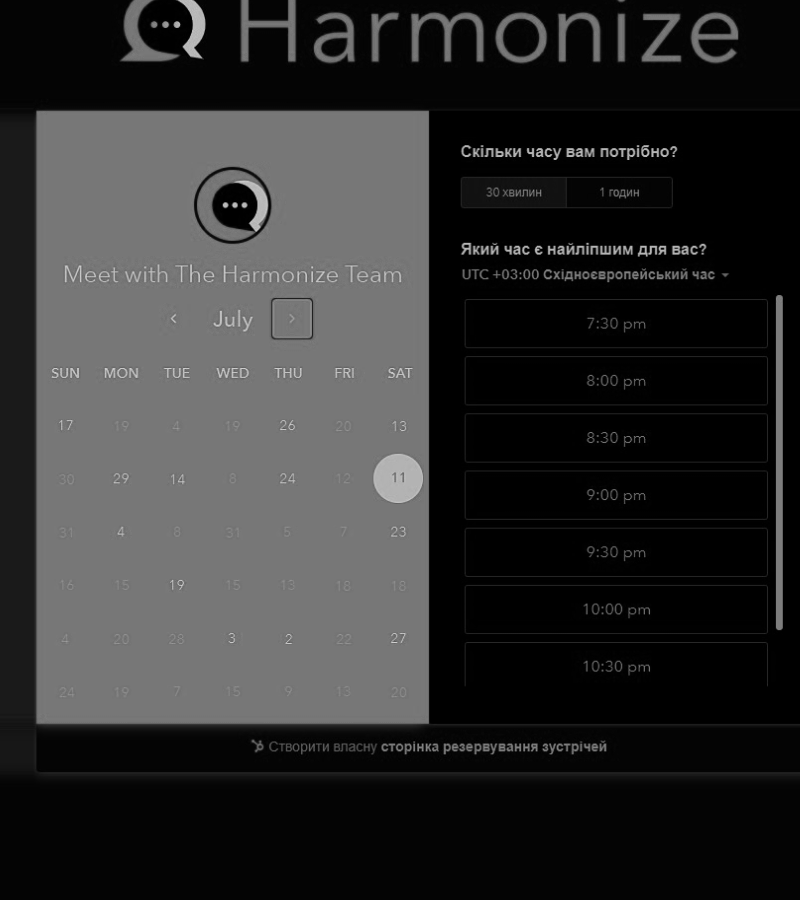 Harmonize
Meet with The Harmonize Team
July
SUN MON TUE WED THU FRI SAT
17 19 4 19 26 20 13
30 29 14 8 24 12 11
31 4 8 31 5 7 23
16 15 19 15 13 18 18
4 20 28 3 2 22 27
24 19 7 15 9 13 20
Скільки часу вам потрібно?
30 хвилин 1 годин
Який час є найліпшим для вас?
UTC +03:00 Східноєвропейський час
7:30 pm
8:00 pm
8:30 pm
9:00 pm
9:30 pm
10:00 pm
10:30 pm
Створити власну сторінка резервування зустрічей